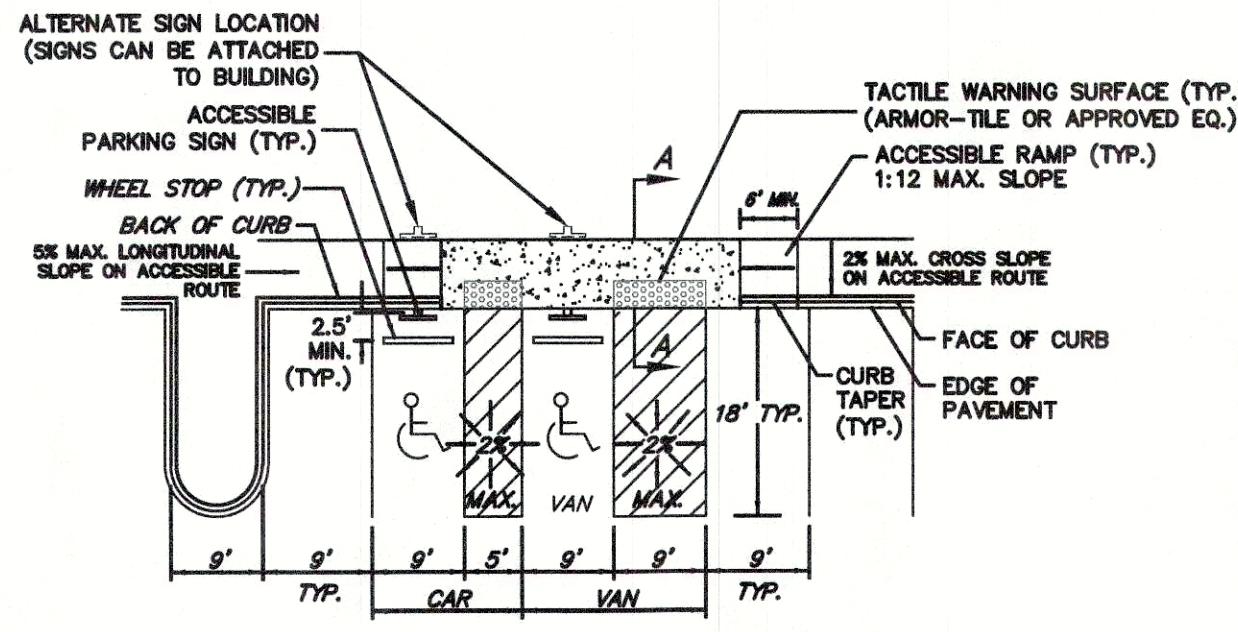 ALTERNATE SIGN LOCATION
(SIGNS CAN BE ATTACHED
TO BUILDING)
ACCESSIBLE
PARKING SIGN (TYP.)
WHEEL STOP (TYP.)
BACK OF CURB
5% MAX. LONGITUDINAL
SLOPE ON ACCESSIBLE
ROUTE
2.5'
MIN.
(TYP.)
A
A
TACTILE WARNING SURFACE (TYP.
(ARMOR-TILE OR APPROVED EQ.)
ACCESSIBLE RAMP (TYP.)
1:12 MAX. SLOPE
6' MIN.
2% MAX. CROSS SLOPE
ON ACCESSIBLE ROUTE
FACE OF CURB
CURB
TAPER
(TYP.)
EDGE OF
PAVEMENT
18' TYP.
2%
MAX.
VAN
2%
MAX.
9'
9'
TYP.
9'
5'
9'
9'
9'
TYP.
CAR
VAN